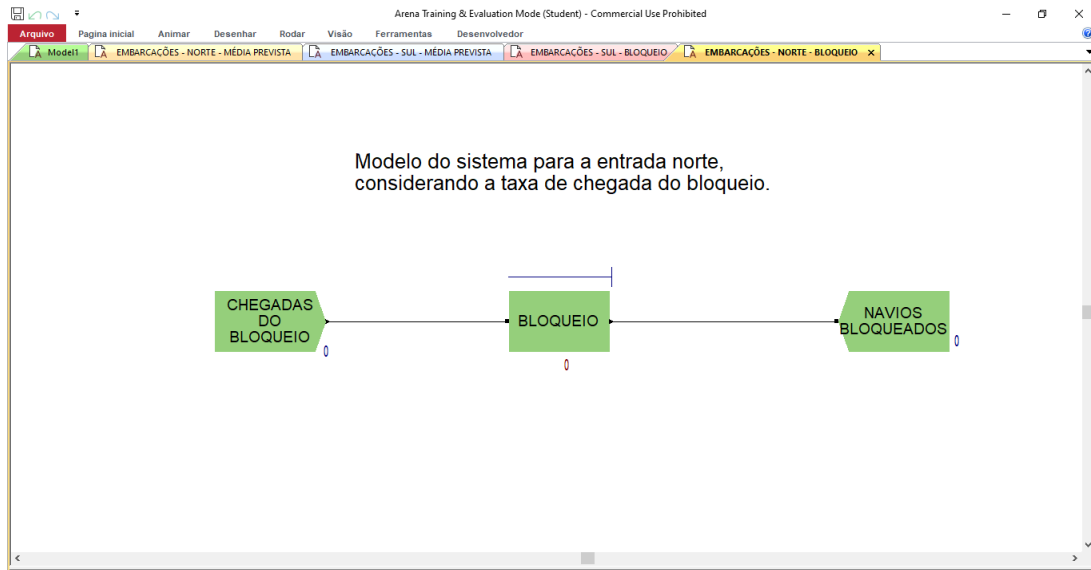 Arena Training & Evaluation Mode (Student) - Commercial Use Prohibited
Arquivo Pagina inicial Animar Desenhar Rodar Visão Ferramentas Desenvolvedor
Model1 EMBARCAÇÕES - NORTE - MÉDIA PREVISTA EMBARCAÇÕES - SUL - MÉDIA PREVISTA EMBARCAÇÕES - SUL - BLOQUEIO EMBARCAÇÕES - NORTE - BLOQUEIO
Modelo do sistema para a entrada norte,
considerando a taxa de chegada do bloqueio.
CHEGADAS
DO
BLOQUEIO
0
BLOQUEIO
0
NAVIOS
BLOQUEADOS
0